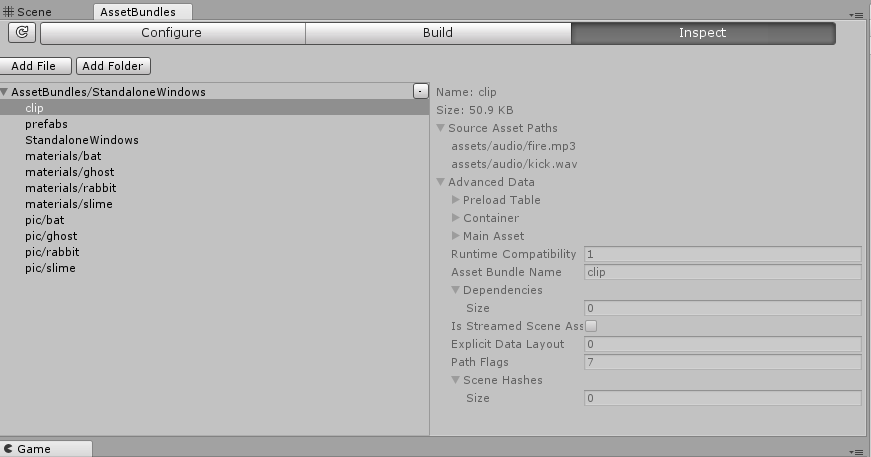 Scene
AssetBundles
Configure
Build
Inspect
Add File
Add Folder
AssetBundles/StandaloneWindows
-
clip
prefabs
StandaloneWindows
materials/bat
materials/ghost
materials/rabbit
materials/slime
pic/bat
pic/ghost
pic/rabbit
pic/slime
Name: clip
Size: 50.9 KB
Source Asset Paths
assets/audio/fire.mp3
assets/audio/kick.wav
Advanced Data
Preload Table
Container
Main Asset
Runtime Compatibility 1
Asset Bundle Name clip
Dependencies
Size 0
Is Streamed Scene Ass
Explicit Data Layout 0
Path Flags 7
Scene Hashes
Size 0
Game